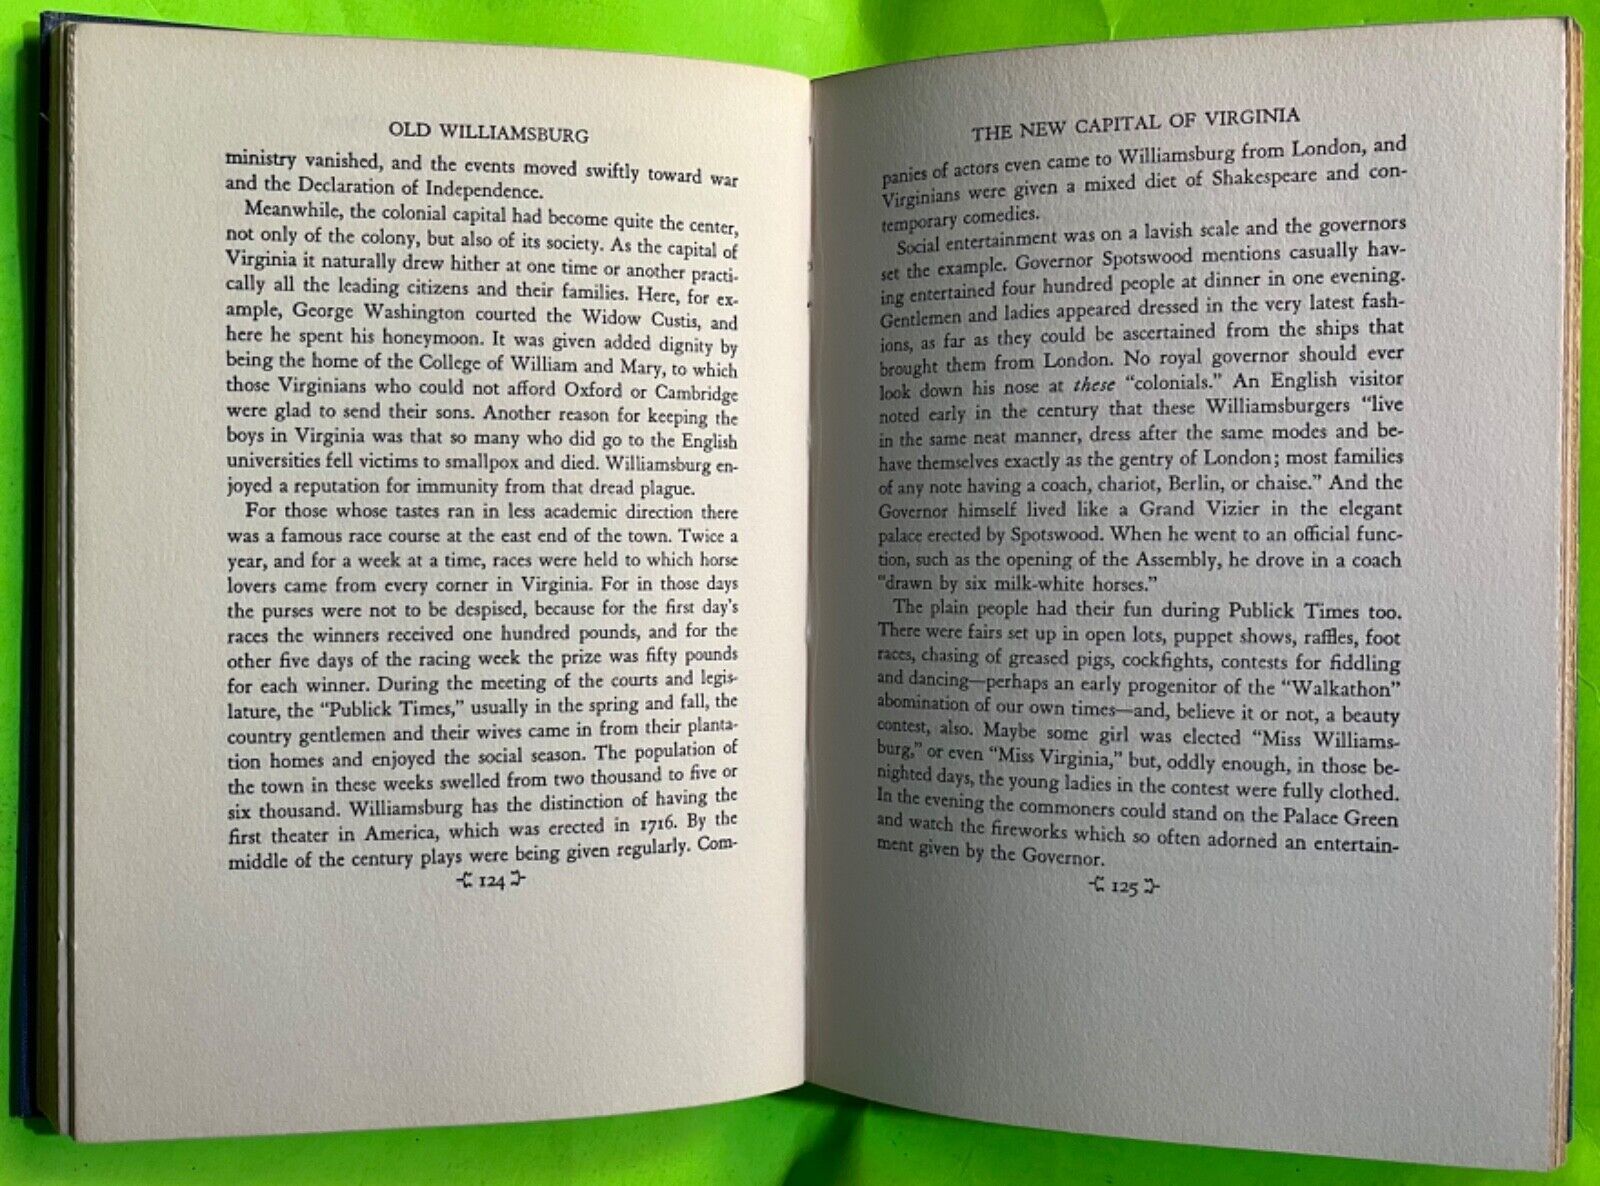 OLD WILLIAMSBURG
ministry vanished, and the events moved swiftly toward war
and the Declaration of Independence.
Meanwhile, the colonial capital had become quite the center,
not only of the colony, but also of its society. As the capital of
Virginia it naturally drew hither at one time or another practi-
cally all the leading citizens and their families. Here, for ex-
ample, George Washington courted the Widow Custis, and
here he spent his honeymoon. It was given added dignity by
being the home of the College of William and Mary, to which
those Virginians who could not afford Oxford or Cambridge
were glad to send their sons. Another reason for keeping the
boys in Virginia was that so many who did go to the English
universities fell victims to smallpox and died. Williamsburg en-
joyed a reputation for immunity from that dread plague.
For those whose tastes ran in less academic direction there
was a famous race course at the east end of the town. Twice a
year, and for a week at a time, races were held to which horse
lovers came from every corner in Virginia. For in those days
the purses were not to be despised, because for the first day's
races the winners received one hundred pounds, and for the
other five days of the racing week the prize was fifty pounds
for each winner. During the meeting of the courts and legis-
lature, the "Publick Times," usually in the spring and fall, the
country gentlemen and their wives came in from their planta-
tion homes and enjoyed the social season. The population of
the town in these weeks swelled from two thousand to five or
six thousand. Williamsburg has the distinction of having the
first theater in America, which was erected in 1716. By the
middle of the century plays were being given regularly. Com-
124
THE NEW CAPITAL OF VIRGINIA
panies of actors even came to Williamsburg from London, and
Virginians were given a mixed diet of Shakespeare and con-
temporary comedies.
Social entertainment was on a lavish scale and the governors
set the example. Governor Spotswood mentions casually hav-
ing entertained four hundred people at dinner in one evening.
Gentlemen and ladies appeared dressed in the very latest fash-
ions, as far as they could be ascertained from the ships that
brought them from London. No royal governor should ever
look down his nose at these "colonials." An English visitor
noted early in the century that these Williamsburgers "live
in the same neat manner, dress after the same modes and be-
have themselves exactly as the gentry of London; most families
of any note having a coach, chariot, Berlin, or chaise." And the
Governor himself lived like a Grand Vizier in the elegant
palace erected by Spotswood. When he went to an official func-
tion, such as the opening of the Assembly, he drove in a coach
"drawn by six milk-white horses."
The plain people had their fun during Publick Times too.
There were fairs set up in open lots, puppet shows, raffles, foot
races, chasing of greased pigs, cockfights, contests for fiddling
and dancing—perhaps an early progenitor of the "Walkathon"
abomination of our own times—and, believe it or not, a beauty
contest, also. Maybe some girl was elected "Miss Williams-
burg," or even "Miss Virginia," but, oddly enough, in those be-
nighted days, the young ladies in the contest were fully clothed.
In the evening the commoners could stand on the Palace Green
and watch the fireworks which so often adorned an entertain-
ment given by the Governor.
125